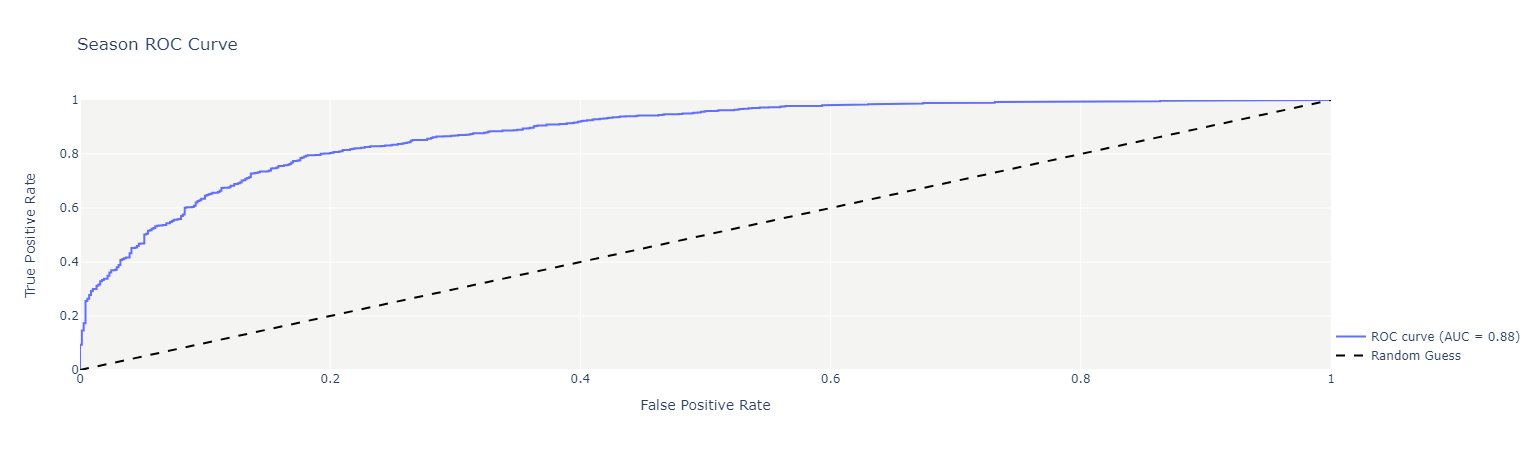 Season ROC Curve
True Positive Rate
1
0.8
0.6
0.4
0.2
0
0 0.2 0.4 0.6 0.8 1
False Positive Rate
ROC curve (AUC = 0.88)
Random Guess